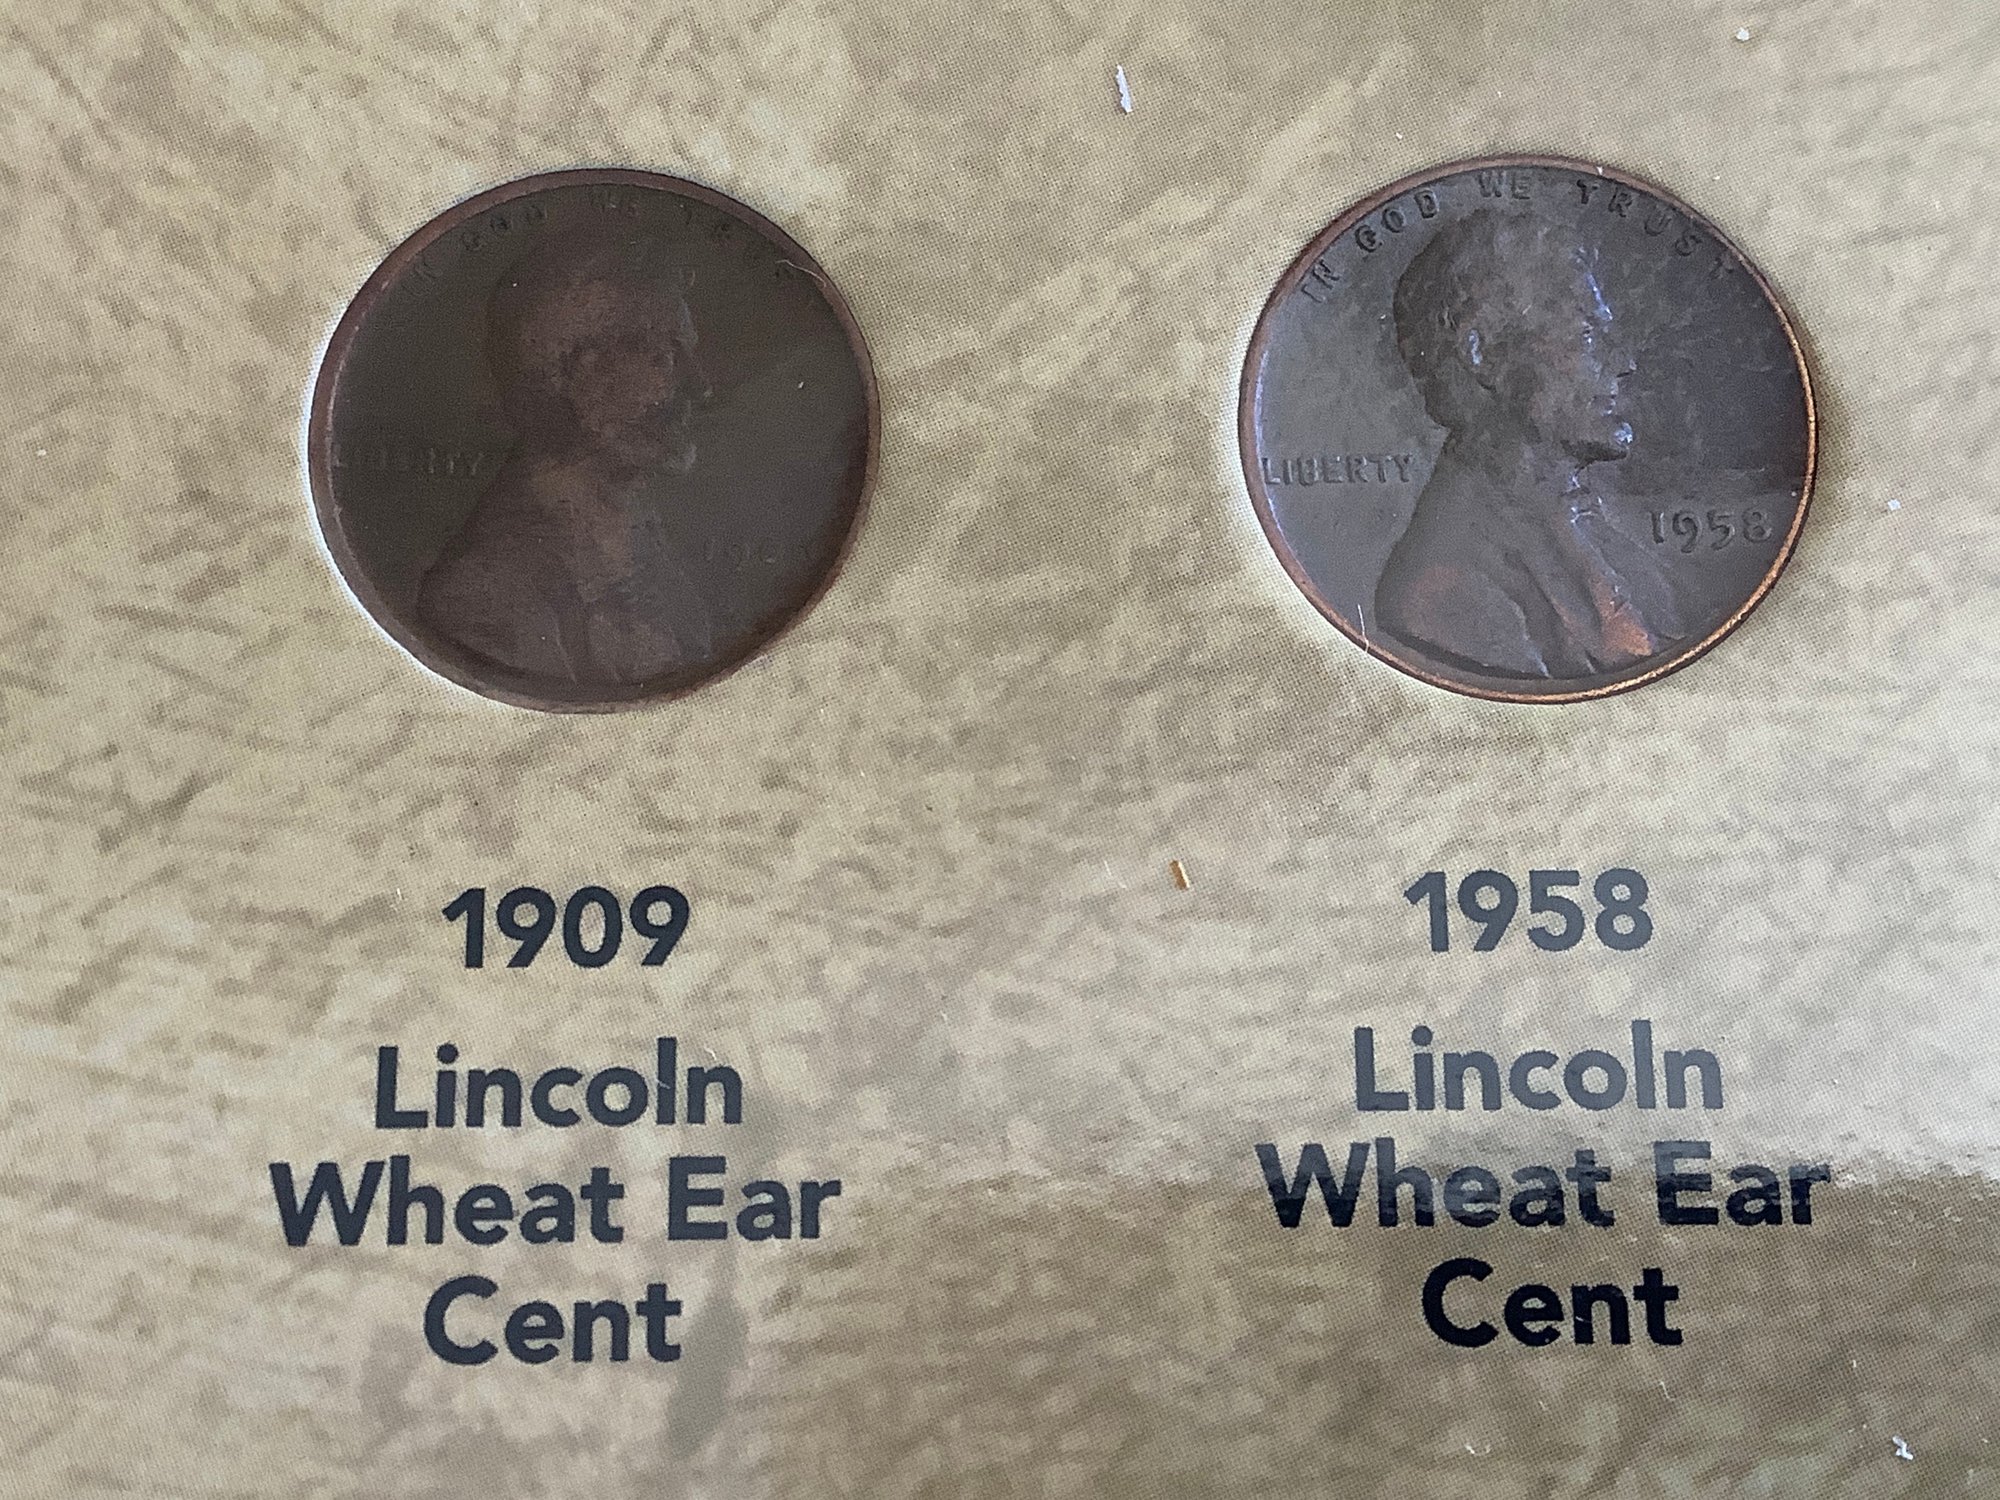 IN GOD WE TRUST
LIBERTY
IN GOD WE TRUST
LIBERTY
1958
1909
Lincoln
Wheat Ear
Cent
1958
Lincoln
Wheat Ear
Cent